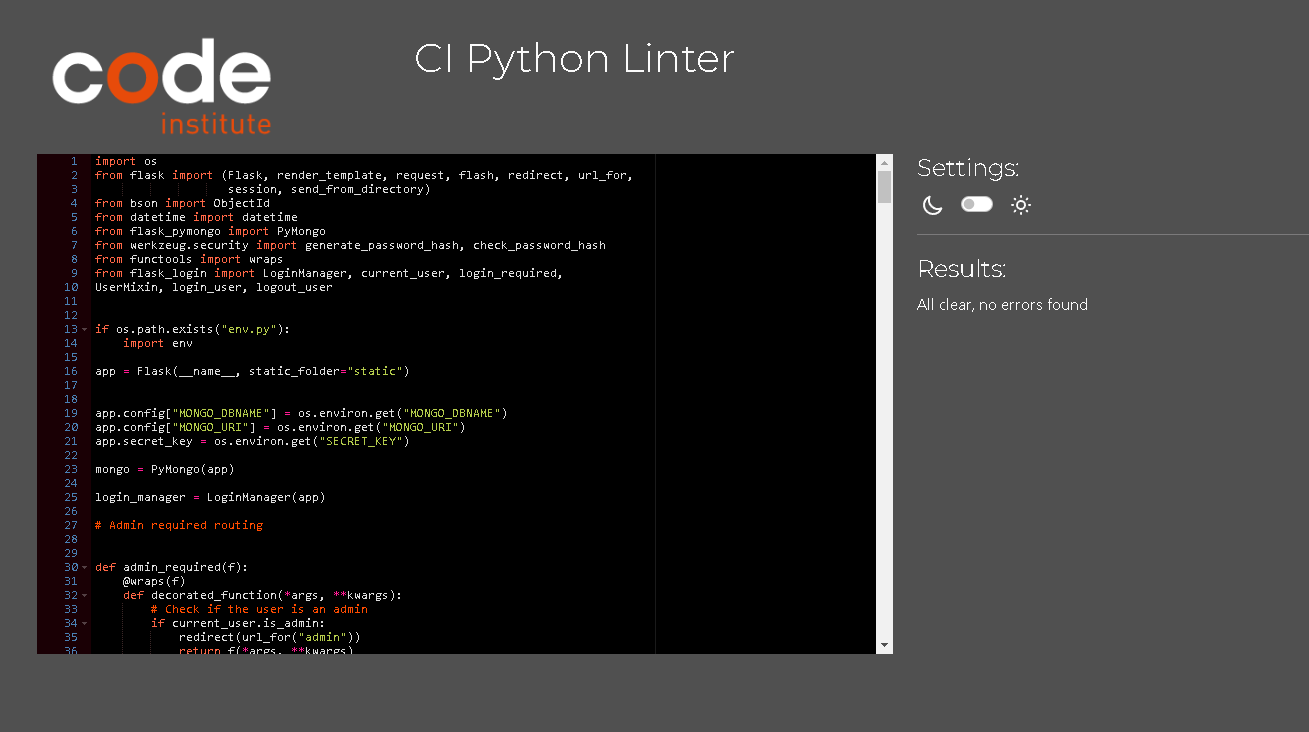 code
institute
CI Python Linter
1 import os
2 from flask import (Flask, render_template, request, flash, redirect, url_for,
3 session, send_from_directory)
4 from bson import ObjectId
5 from datetime import datetime
6 from flask_pymongo import PyMongo
7 from werkzeug.security import generate_password_hash, check_password_hash
8 from functools import wraps
9 from flask_login import LoginManager, current_user, login_required,
10 UserMixin, login_user, logout_user
11
12
13 if os.path.exists("env.py"):
14 import env
15
16 app = Flask(__name__, static_folder="static")
17
18
19 app.config["MONGO_DBNAME"] = os.environ.get("MONGO_DBNAME")
20 app.config["MONGO_URI"] = os.environ.get("MONGO_URI")
21 app.secret_key = os.environ.get("SECRET_KEY")
22
23 mongo = PyMongo(app)
24
25 login_manager = LoginManager(app)
26
27 # Admin required routing
28
29
30 def admin_required(f):
31 @wraps(f)
32 def decorated_function(*args, **kwargs):
33 # Check if the user is an admin
34 if current_user.is_admin:
35 redirect(url_for("admin"))
36 return f(*args, **kwargs)
Settings:
Results:
All clear, no errors found